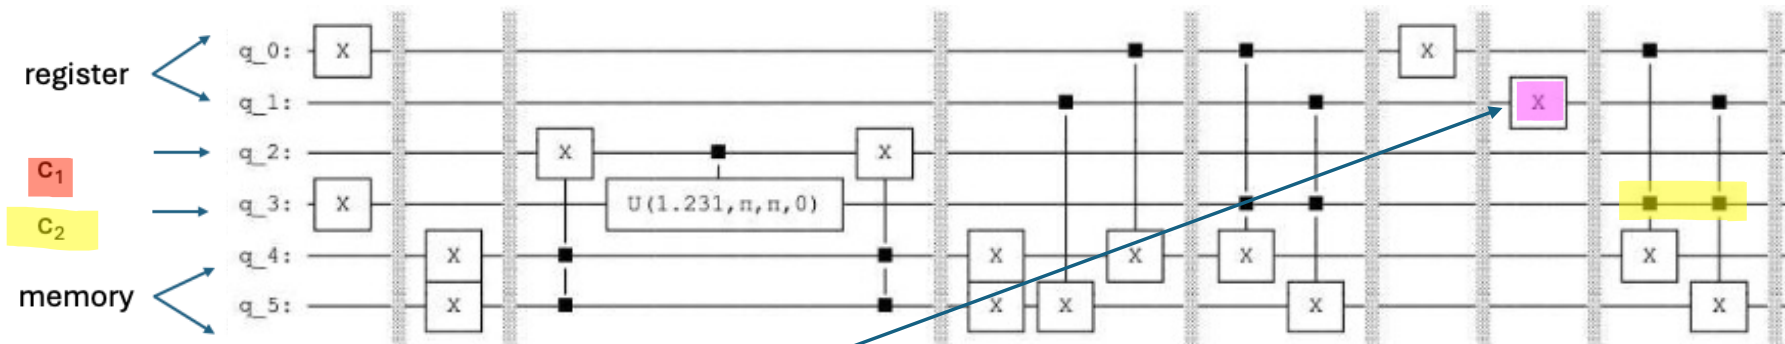 q_0: X X
register
q_1: X
q_2: X X
C₁
q_3: X U(1.231,π,π,0)
C₂
q_4: X X X X X
memory
q_5: X X X X X